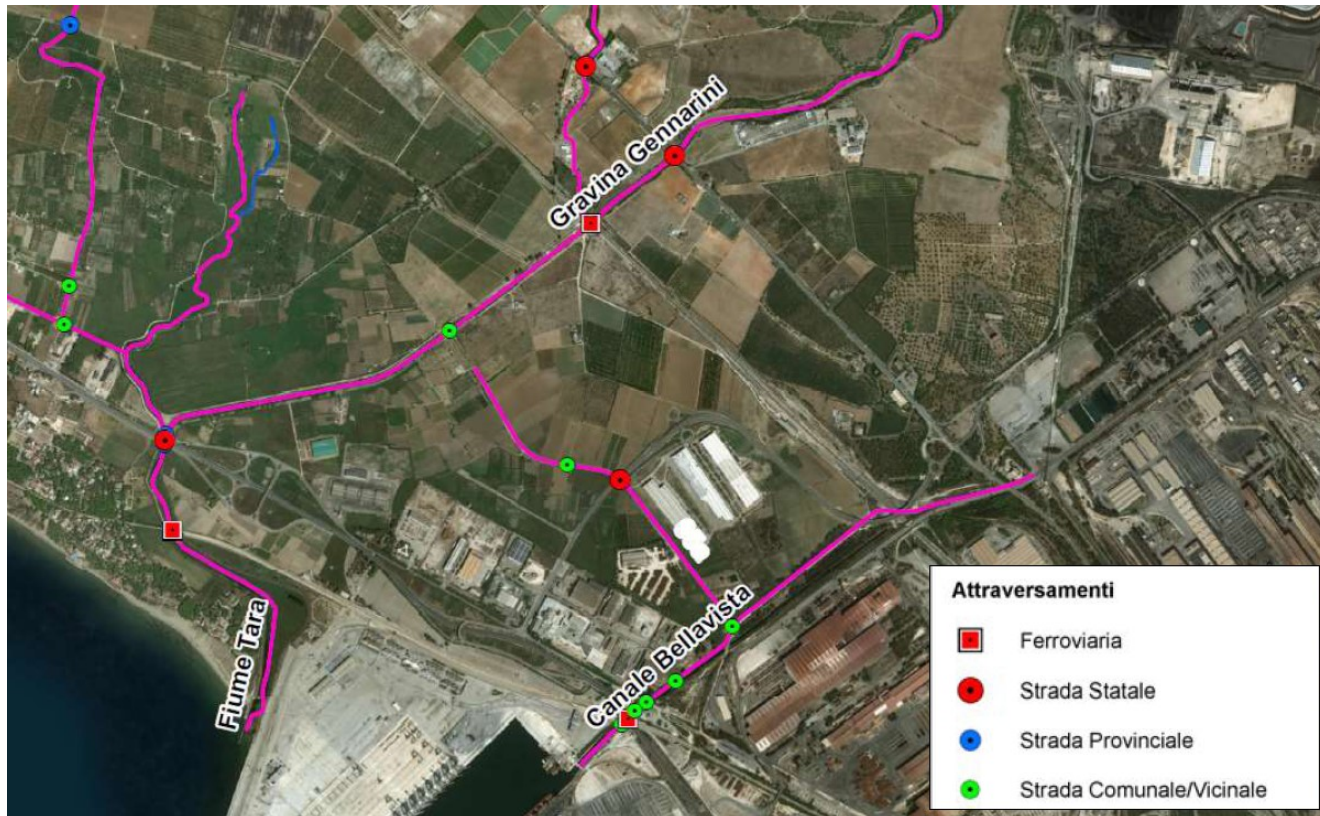 Gravina Gennarini
Fiume Tara
Canale Bellavista
Attraversamenti
Ferroviaria
Strada Statale
Strada Provinciale
Strada Comunale/Vicinale